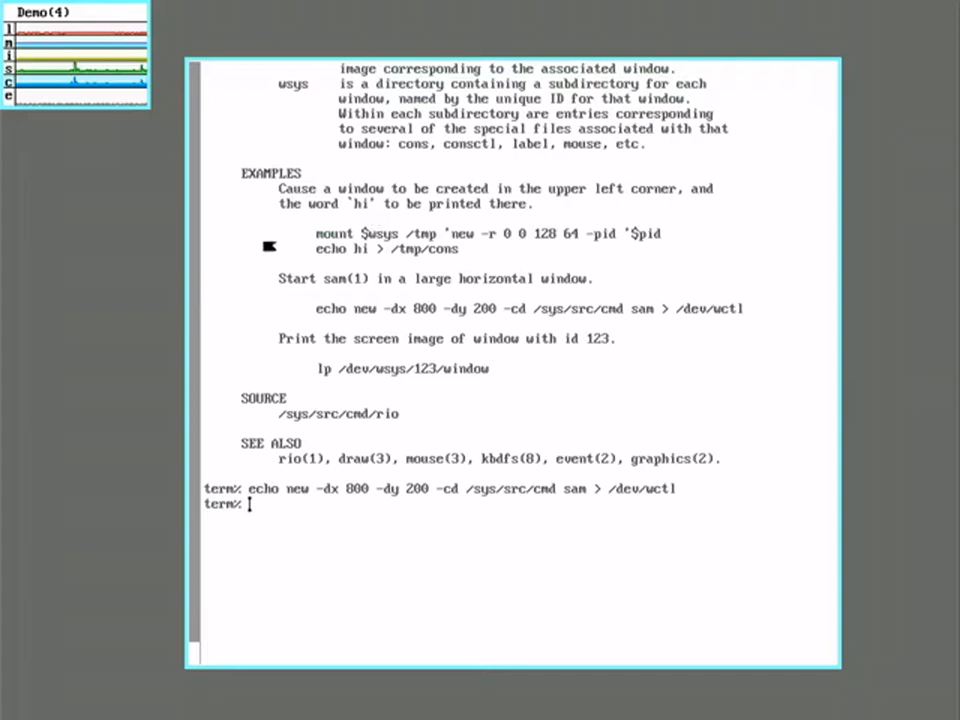 Demo(4)
l
m
i
s
c
e
image corresponding to the associated window.
wsys is a directory containing a subdirectory for each
window, named by the unique ID for that window.
Within each subdirectory are entries corresponding
to several of the special files associated with that
window: cons, consctl, label, mouse, etc.
EXAMPLES
Cause a window to be created in the upper left corner, and
the word `hi' to be printed there.
mount $wsys /tmp 'new -r 0 0 128 64 -pid '$pid
echo hi > /tmp/cons
Start sam(1) in a large horizontal window.
echo new -dx 800 -dy 200 -cd /sys/src/cmd sam > /dev/wctl
Print the screen image of window with id 123.
lp /dev/wsys/123/window
SOURCE
/sys/src/cmd/rio
SEE ALSO
rio(1), draw(3), mouse(3), kbdfs(8), event(2), graphics(2).
term% echo new -dx 800 -dy 200 -cd /sys/src/cmd sam > /dev/wctl
term%